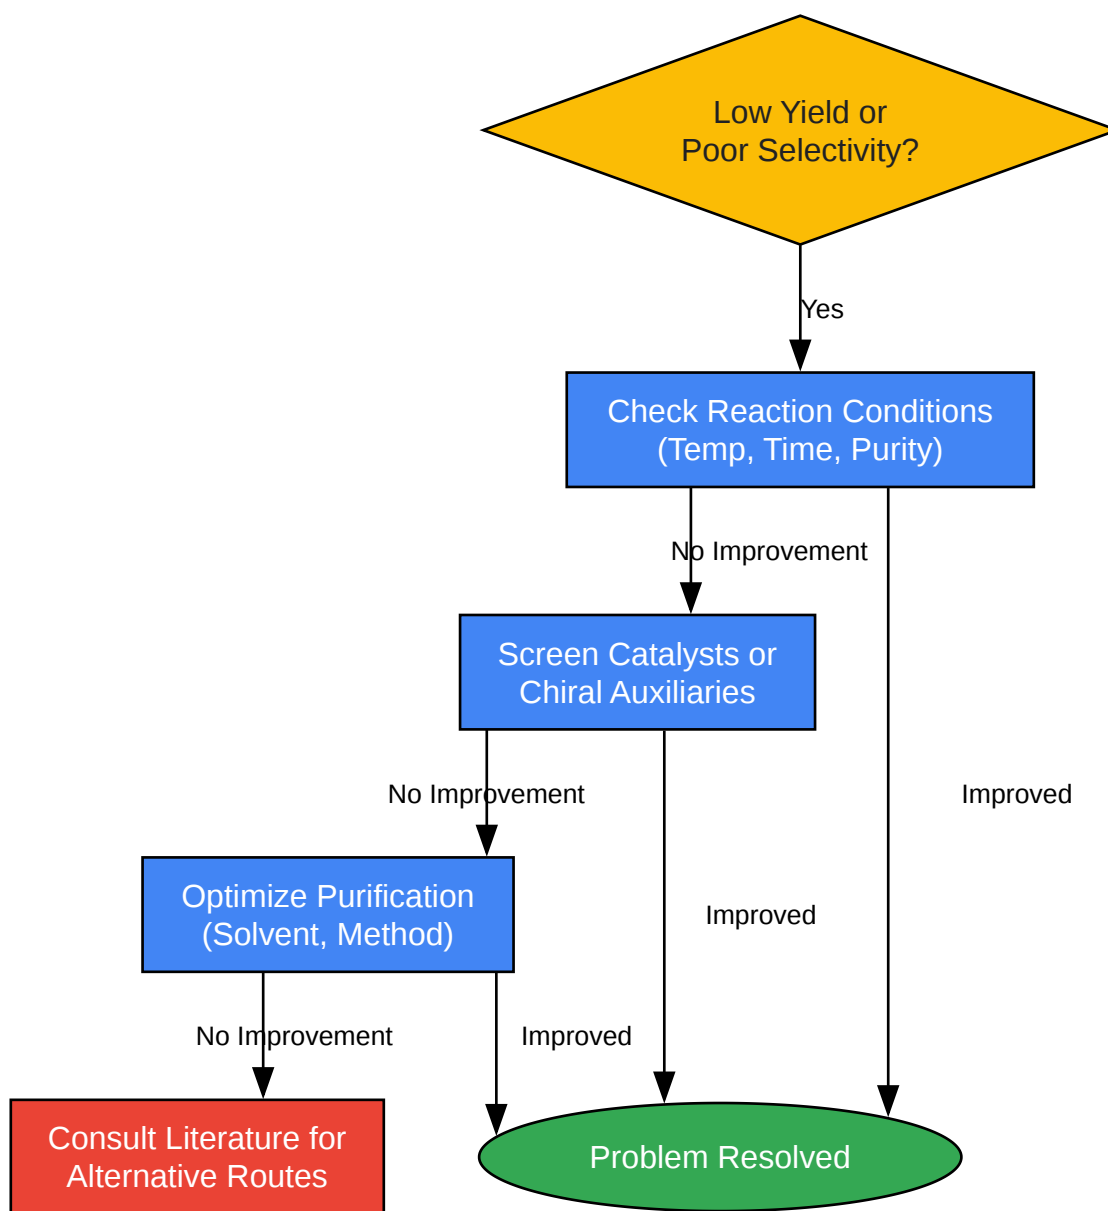 Low Yield or
Poor Selectivity?
Yes
Check Reaction Conditions
(Temp, Time, Purity)
No Improvement
Screen Catalysts or
Chiral Auxiliaries
No Improvement
Improved
Optimize Purification
(Solvent, Method)
Improved
No Improvement
Improved
Consult Literature for
Alternative Routes
Problem Resolved